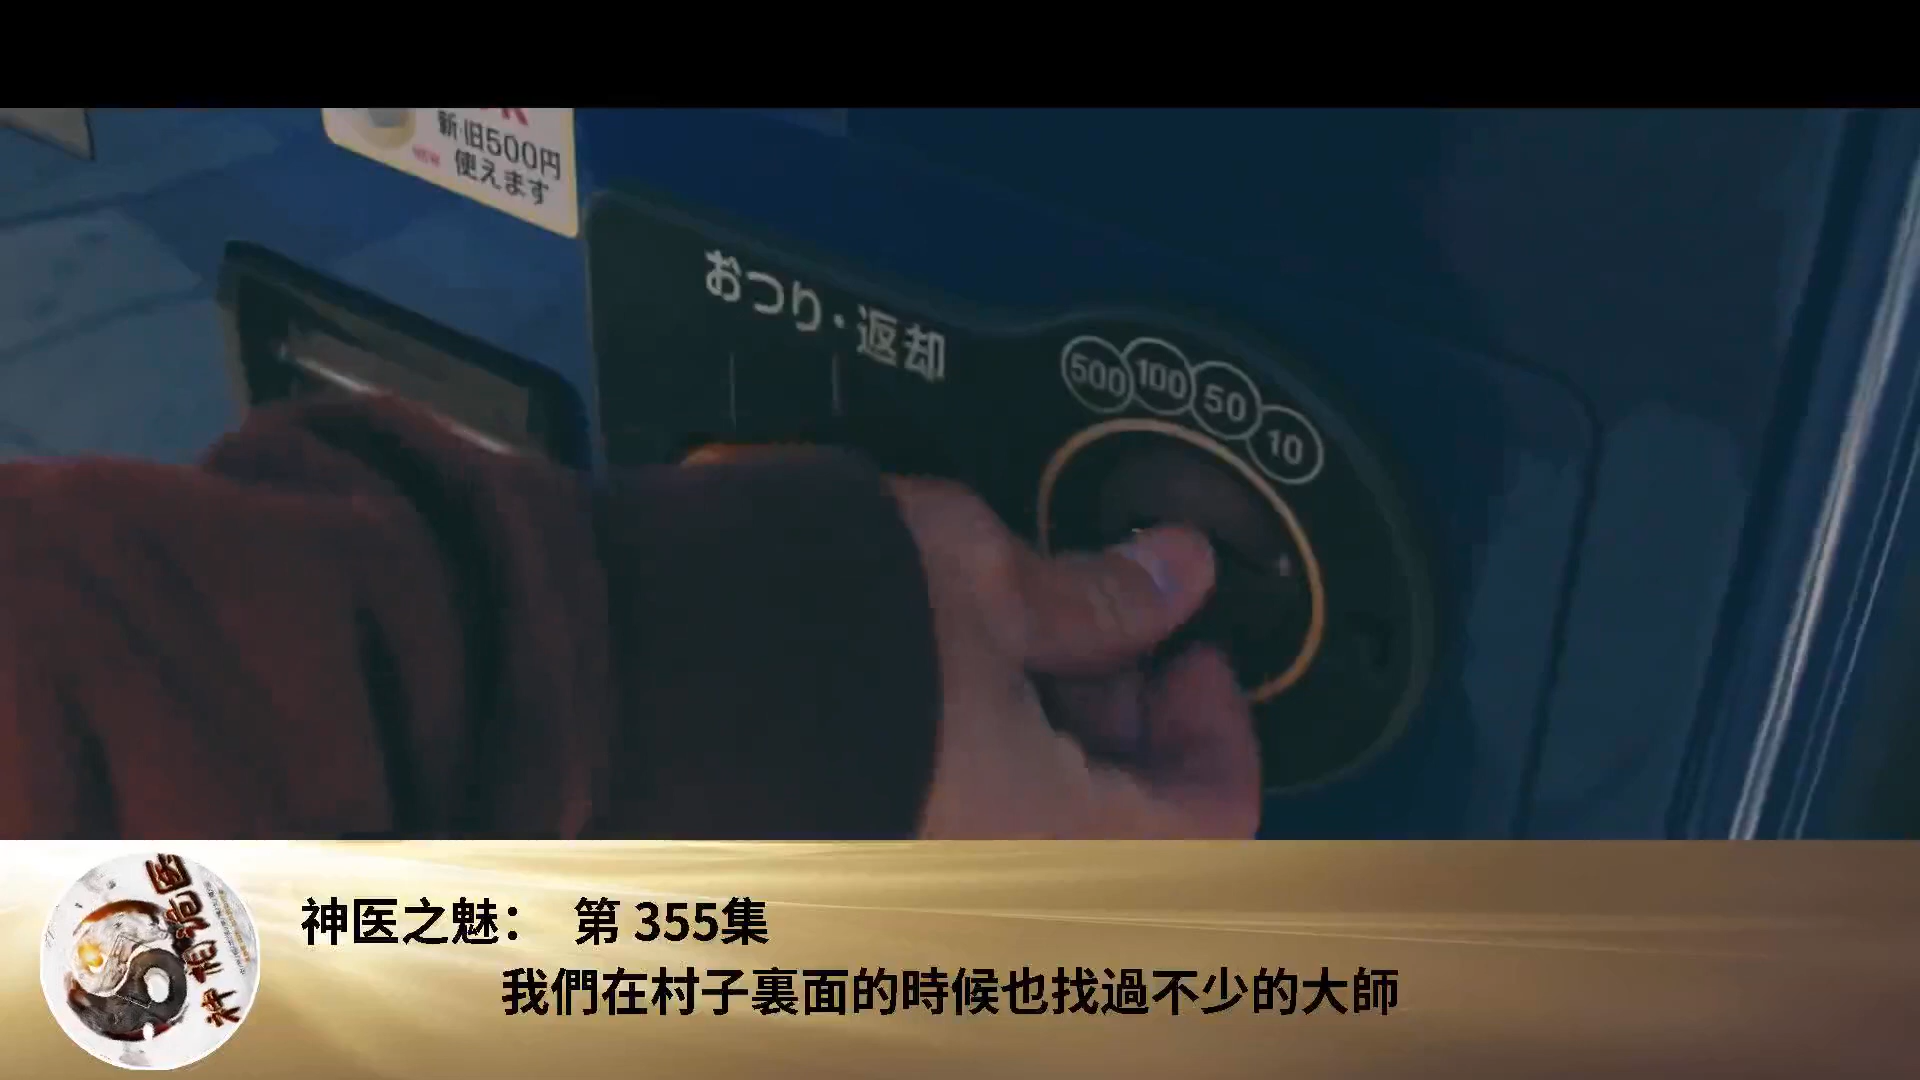 新・旧500円
NEW
使えます
おつり・返却
500 100 50 10
神医之魅： 第 355集
我們在村子裏面的時候也找過不少的大師